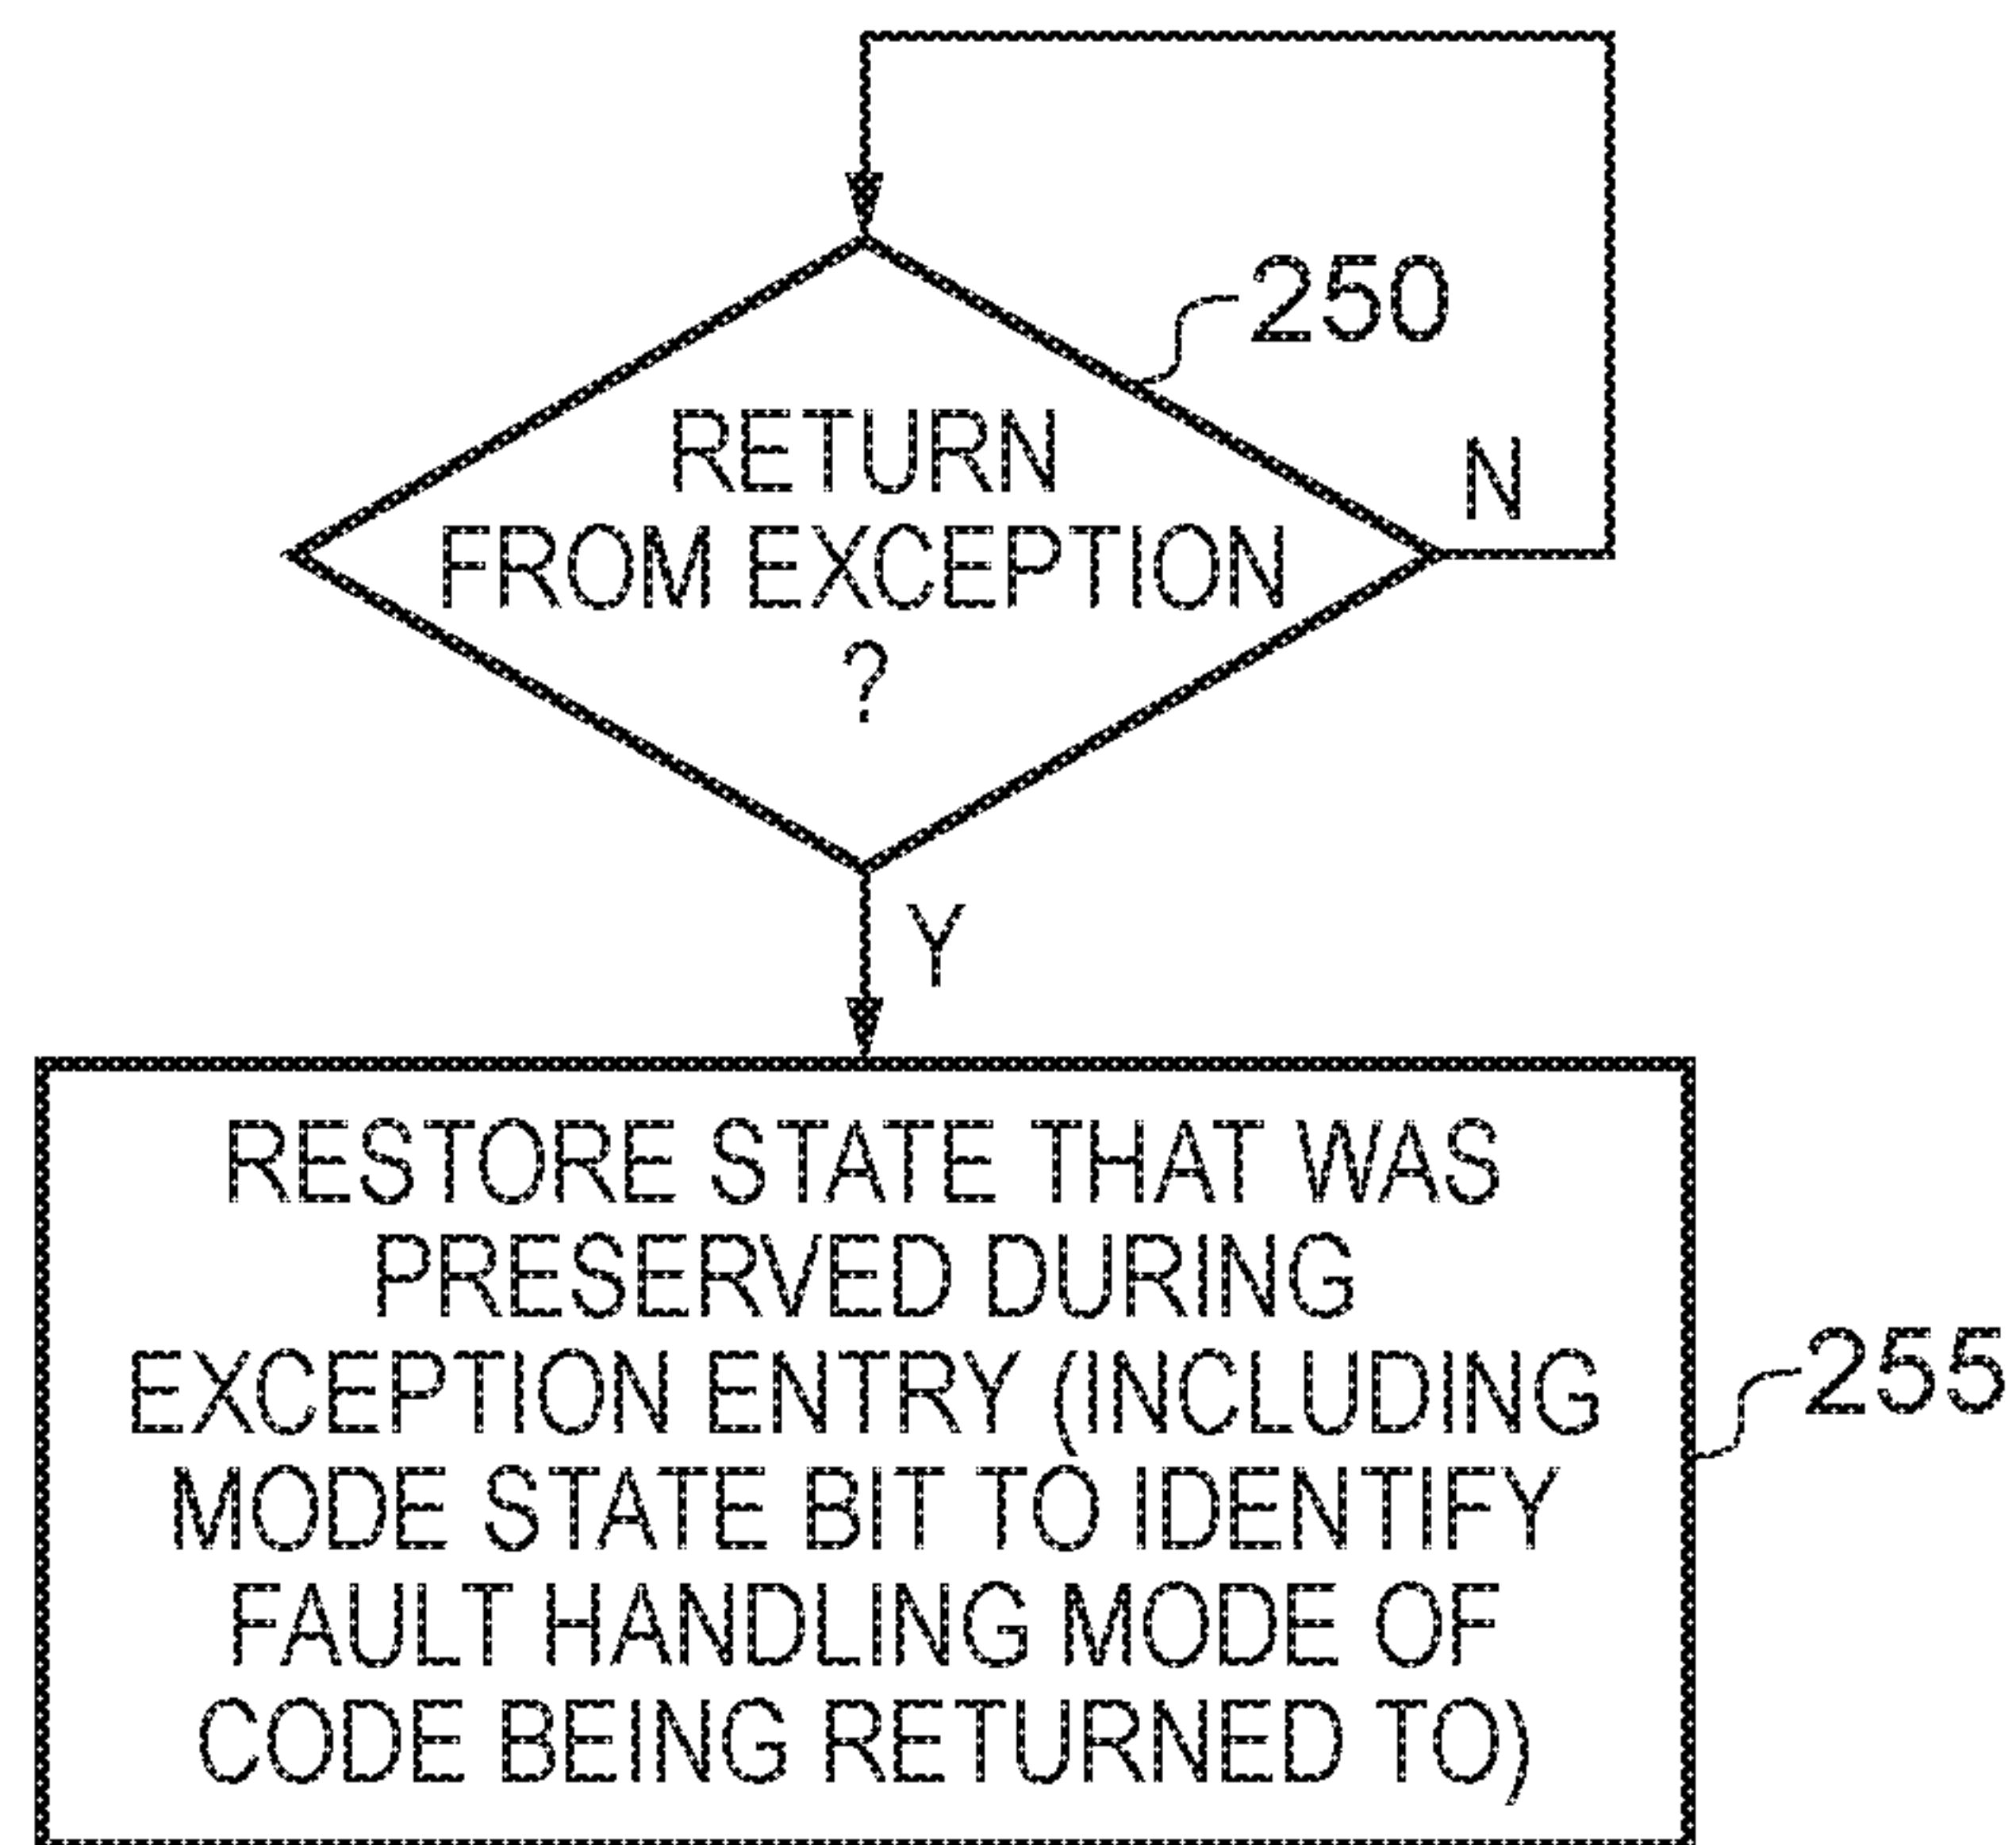 250
RETURN
FROM EXCEPTION
?
N
Y
RESTORE STATE THAT WAS
PRESERVED DURING
EXCEPTION ENTRY (INCLUDING
MODE STATE BIT TO IDENTIFY
FAULT HANDLING MODE OF
CODE BEING RETURNED TO)
255